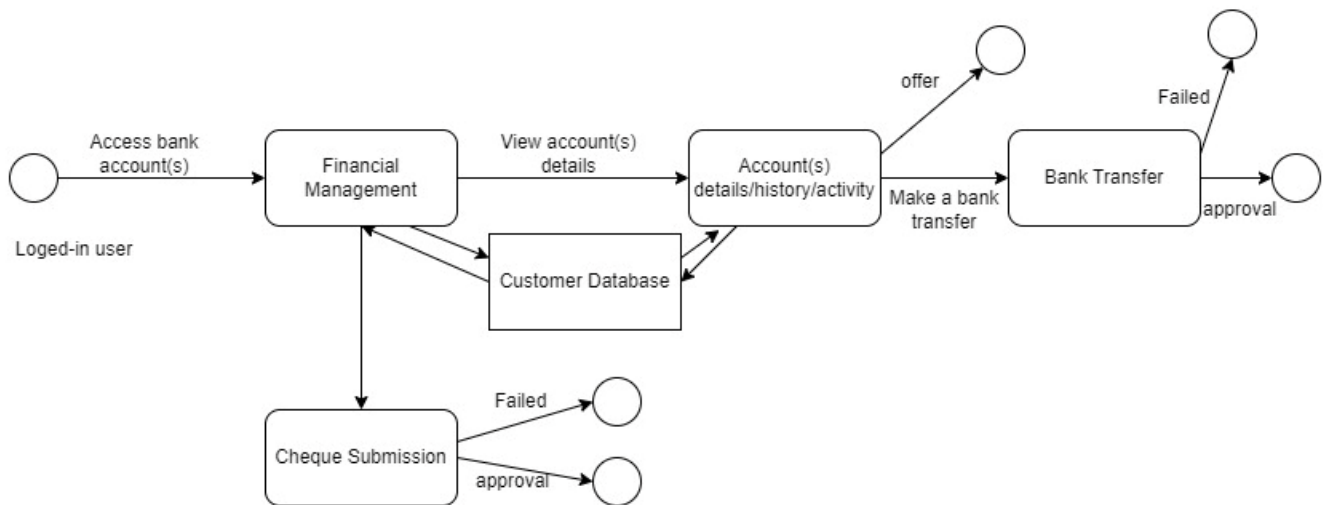 offer
Failed
Access bank
account(s)
Financial
Management
View account(s)
details
Account(s)
details/history/activity
Make a bank
transfer
Bank Transfer
approval
Loged-in user
Customer Database
Failed
Cheque Submission
approval